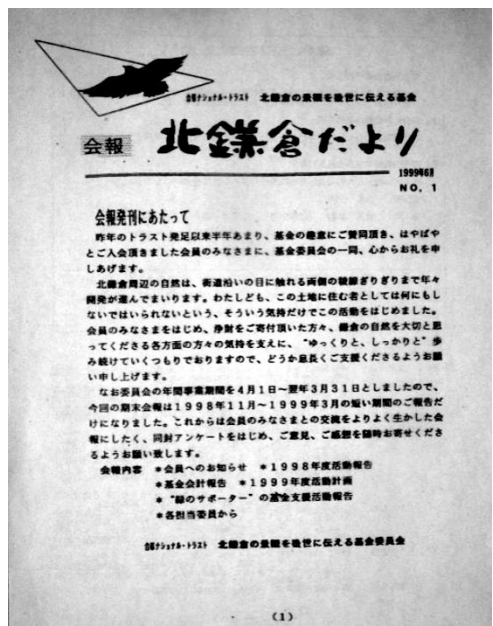 台峯ナショナル・トラスト 北鎌倉の景観を後世に伝える基金
会報 北鎌倉だより
1999年6月
NO. 1
会報発刊にあたって
昨年のトラスト発足以来半年あまり、基金の趣意にご賛同頂き、はやばや
とご入会頂きました会員のみなさまに、基金委員会の一同、心からお礼を申
しあげます。
北鎌倉周辺の自然は、街道沿いの目に触れる両側の稜線ぎりぎりまで年々
開発が進んでまいります。わたしども、この土地に住む者としては何にもし
ないではいられないという、そういう気持だけでこの活動をはじめました。
会員のみなさまをはじめ、浄財をご寄付頂いた方々、鎌倉の自然を大切と思
ってくださる各方面の方々の気持を支えに、“ゆっくりと、しっかりと”歩
み続けていくつもりでおりますので、どうか息長くご支援くださるようお願
い申し上げます。
なお委員会の年間事業期間を4月1日～翌年3月31日としましたので、
今回の期末会報は1998年11月～1999年3月の短い期間のご報告だ
けになりました。これからは会員のみなさまとの交流をよりよく生かした会
報にしたく、同封アンケートをはじめ、ご意見、ご感想を随時お寄せくださ
るようお願い致します。
会報内容 ＊会員へのお知らせ ＊1998年度活動報告
＊基金会計報告 ＊1999年度活動計画
＊“緑のサポーター”の基金支援活動報告
＊各担当委員から
台峯ナショナル・トラスト 北鎌倉の景観を後世に伝える基金委員会
(1)